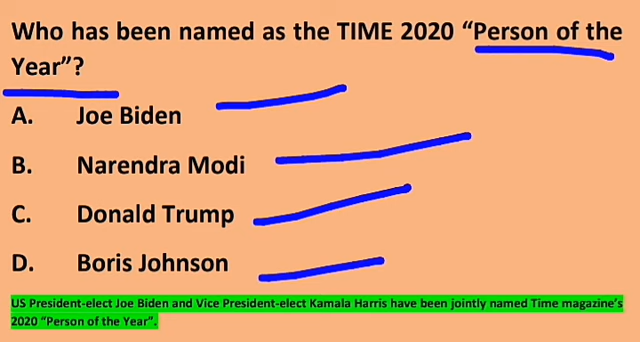 Who has been named as the TIME 2020 “Person of the
Year”?
A. Joe Biden
B. Narendra Modi
C. Donald Trump
D. Boris Johnson
US President-elect Joe Biden and Vice President-elect Kamala Harris have been jointly named Time magazine’s
2020 “Person of the Year”.